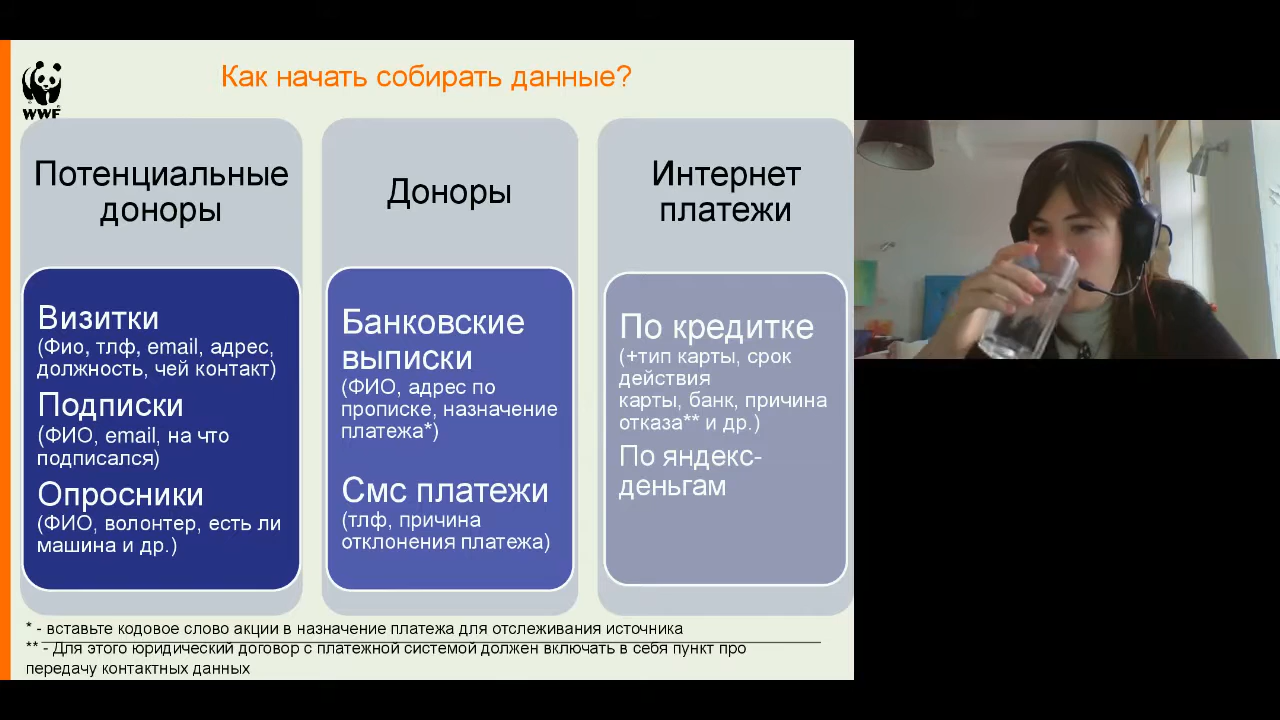 Как начать собирать данные?
WWF
Потенциальные
доноры
Визитки
(Фио, тлф, email, адрес,
должность, чей контакт)
Подписки
(ФИО, email, на что
подписался)
Опросники
(ФИО, волонтер, есть ли
машина и др.)
Доноры
Банковские
выписки
(ФИО, адрес по
прописке, назначение
платежа*)
Смс платежи
(тлф, причина
отклонения платежа)
Интернет
платежи
По кредитке
(+тип карты, срок
действия
карты, банк, причина
отказа** и др.)
По яндекс-
деньгам
* - вставьте кодовое слово акции в назначение платежа для отслеживания источника
** - Для этого юридический договор с платежной системой должен включать в себя пункт про
передачу контактных данных